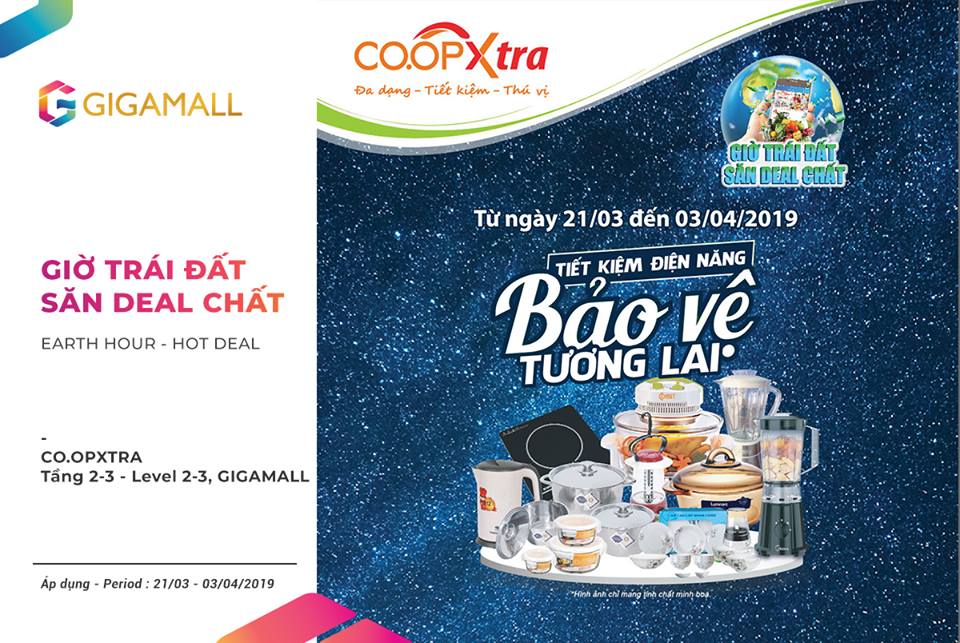 GIGAMALL
GIỜ TRÁI ĐẤT
SĂN DEAL CHẤT
EARTH HOUR - HOT DEAL
-
CO.OPXTRA
Tầng 2-3 - Level 2-3, GIGAMALL
Áp dụng - Period : 21/03 - 03/04/2019
CO.OPXtra
Đa dạng - Tiết kiệm - Thú vị
GIỜ TRÁI ĐẤT
SĂN DEAL CHẤT
Từ ngày 21/03 đến 03/04/2019
TIẾT KIỆM ĐIỆN NĂNG
Bảo vệ
TƯƠNG LAI
Luminarc
*Hình ảnh chỉ mang tính chất minh họa.